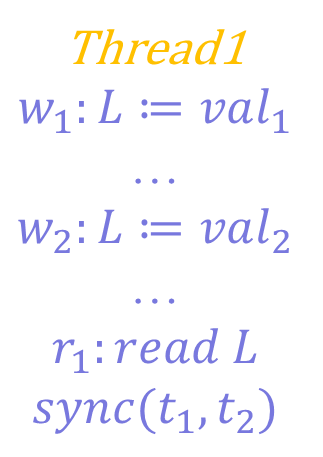 Thread1
w₁: L ≔ val₁
...
w₂: L ≔ val₂
...
r₁: read L
sync(t₁, t₂)